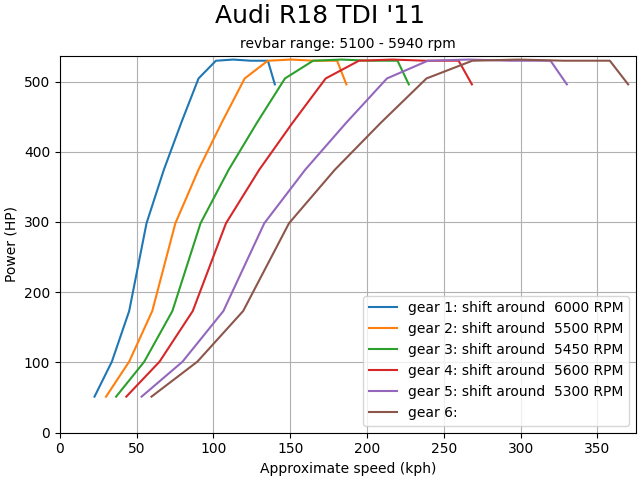 Audi R18 TDI '11
revbar range: 5100 - 5940 rpm
Power (HP)
500
400
300
200
100
0
gear 1: shift around  6000 RPM
gear 2: shift around  5500 RPM
gear 3: shift around  5450 RPM
gear 4: shift around  5600 RPM
gear 5: shift around  5300 RPM
gear 6:
0 50 100 150 200 250 300 350
Approximate speed (kph)